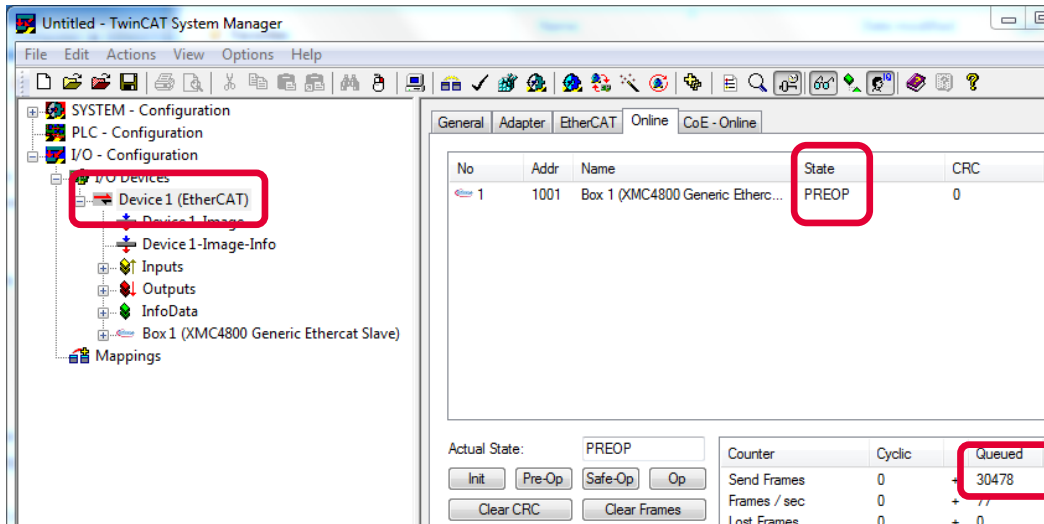 Untitled - TwinCAT System Manager
File Edit Actions View Options Help
SYSTEM - Configuration
PLC - Configuration
I/O - Configuration
I/O Devices
Device 1 (EtherCAT)
Device 1-Image
Device 1-Image-Info
Inputs
Outputs
InfoData
Box 1 (XMC4800 Generic Ethercat Slave)
Mappings
General Adapter EtherCAT Online CoE - Online
No Addr Name State CRC
1 1001 Box 1 (XMC4800 Generic Etherc... PREOP 0
Actual State: PREOP
Init Pre-Op Safe-Op Op
Clear CRC Clear Frames
Counter Cyclic Queued
Send Frames 0 + 30478
Frames / sec 0 + 77
Lost Frames 0 + 0